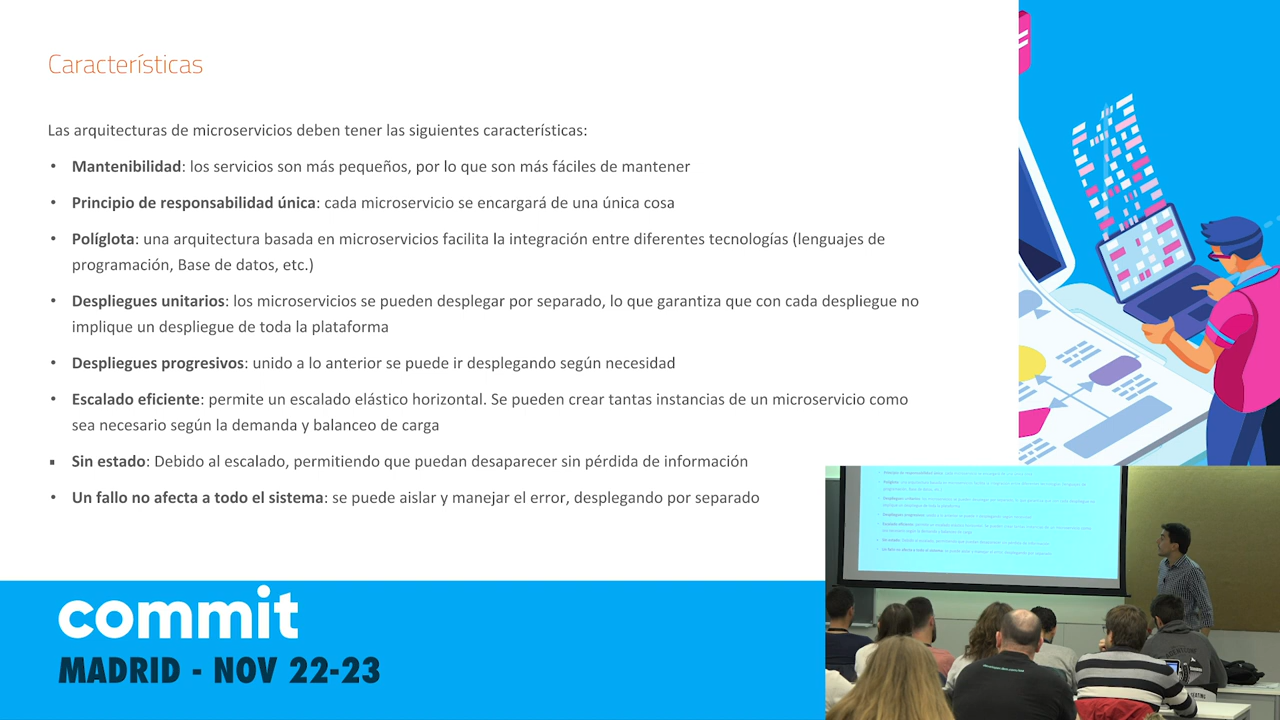 Características
Las arquitecturas de microservicios deben tener las siguientes características:
• Mantenibilidad: los servicios son más pequeños, por lo que son más fáciles de mantener
• Principio de responsabilidad única: cada microservicio se encargará de una única cosa
• Políglota: una arquitectura basada en microservicios facilita la integración entre diferentes tecnologías (lenguajes de
programación, Base de datos, etc.)
• Despliegues unitarios: los microservicios se pueden desplegar por separado, lo que garantiza que con cada despliegue no
implique un despliegue de toda la plataforma
• Despliegues progresivos: unido a lo anterior se puede ir desplegando según necesidad
• Escalado eficiente: permite un escalado elástico horizontal. Se pueden crear tantas instancias de un microservicio como
sea necesario según la demanda y balanceo de carga
▪ Sin estado: Debido al escalado, permitiendo que puedan desaparecer sin pérdida de información
• Un fallo no afecta a todo el sistema: se puede aislar y manejar el error, desplegando por separado
commit
MADRID - NOV 22-23